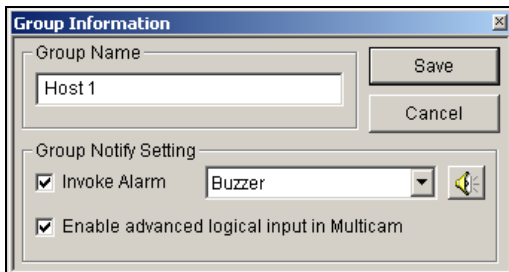 Group Information
Group Name
Host 1
Save
Cancel
Group Notify Setting
Invoke Alarm
Buzzer
Enable advanced logical input in Multicam